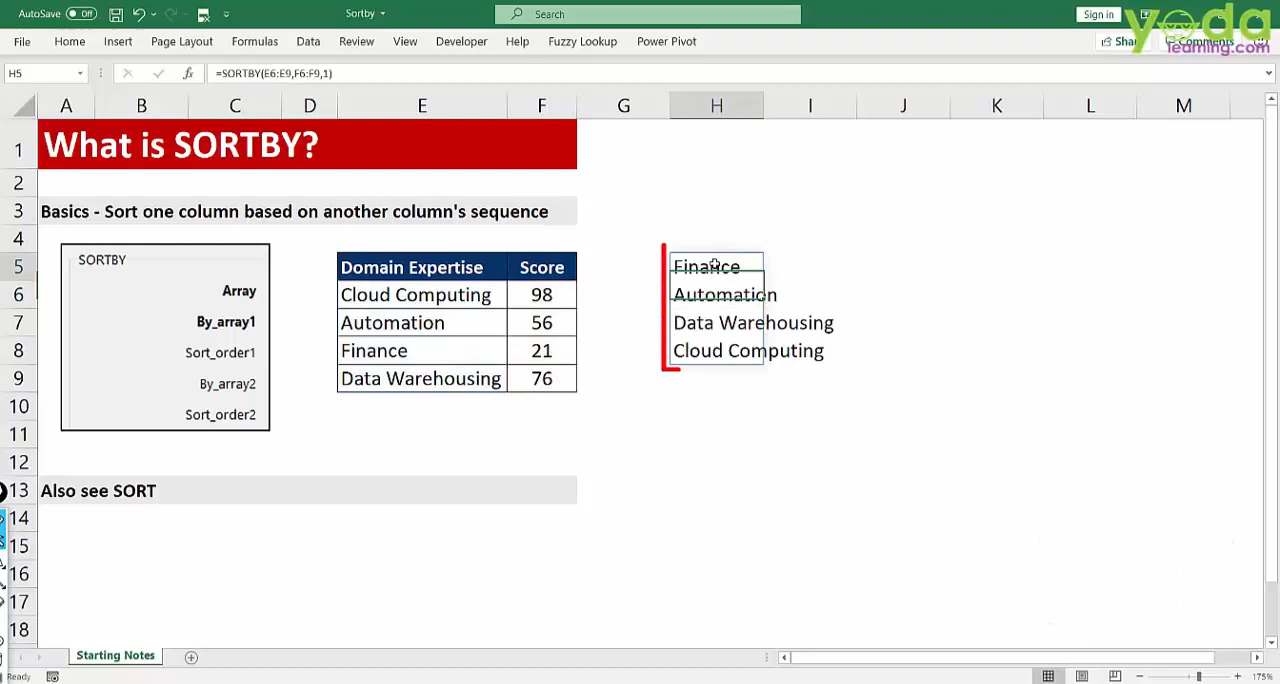 AutoSave Off
Sortby
Search
Sign in
yoda
learning.com
File Home Insert Page Layout Formulas Data Review View Developer Help Fuzzy Lookup Power Pivot
Share
Comments
H5
fx
=SORTBY(E6:E9,F6:F9,1)
A B C D E F G H I J K L M
1 What is SORTBY?
2
3 Basics - Sort one column based on another column's sequence
4
SORTBY
5 Domain Expertise Score Finance
Array
6 Cloud Computing 98 Automation
By_array1
7 Automation 56 Data Warehousing
Sort_order1
8 Finance 21 Cloud Computing
By_array2
9 Data Warehousing 76
Sort_order2
10
11
12
13 Also see SORT
14
15
16
17
18
Starting Notes
Ready
175%